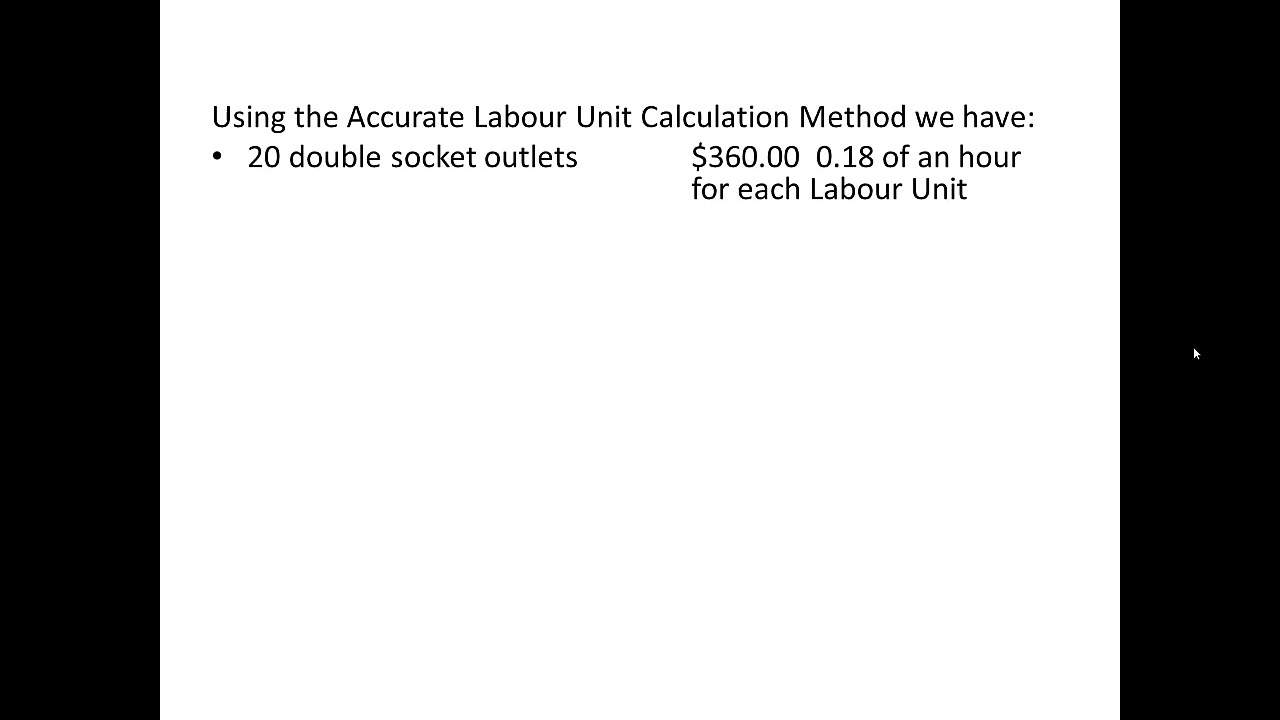 Using the Accurate Labour Unit Calculation Method we have:
• 20 double socket outlets $360.00 0.18 of an hour
for each Labour Unit